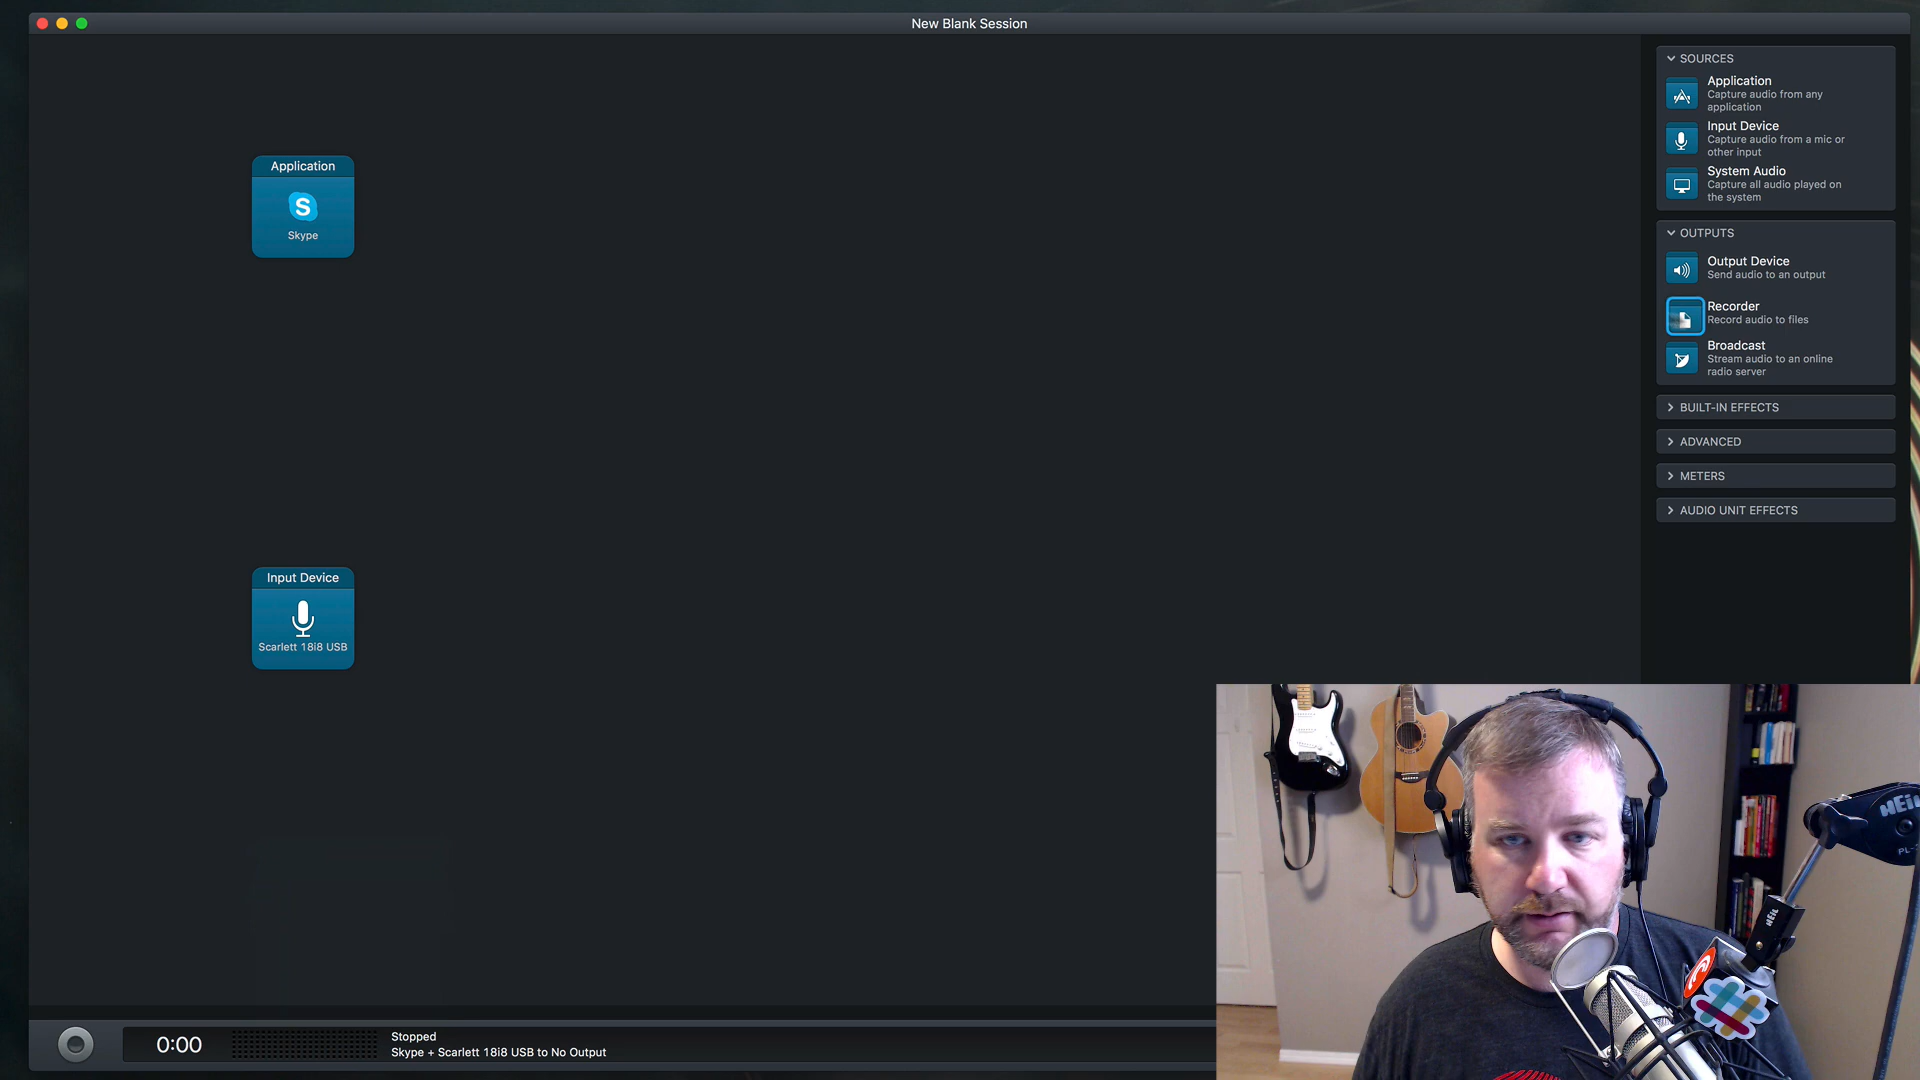 New Blank Session
Application
Skype
Input Device
Scarlett 18i8 USB
SOURCES
Application
Capture audio from any
application
Input Device
Capture audio from a mic or
other input
System Audio
Capture all audio played on
the system
OUTPUTS
Output Device
Send audio to an output
Recorder
Record audio to files
Broadcast
Stream audio to an online
radio server
BUILT-IN EFFECTS
ADVANCED
METERS
AUDIO UNIT EFFECTS
0:00
Stopped
Skype + Scarlett 18i8 USB to No Output
HEiL
PL-
HEiL